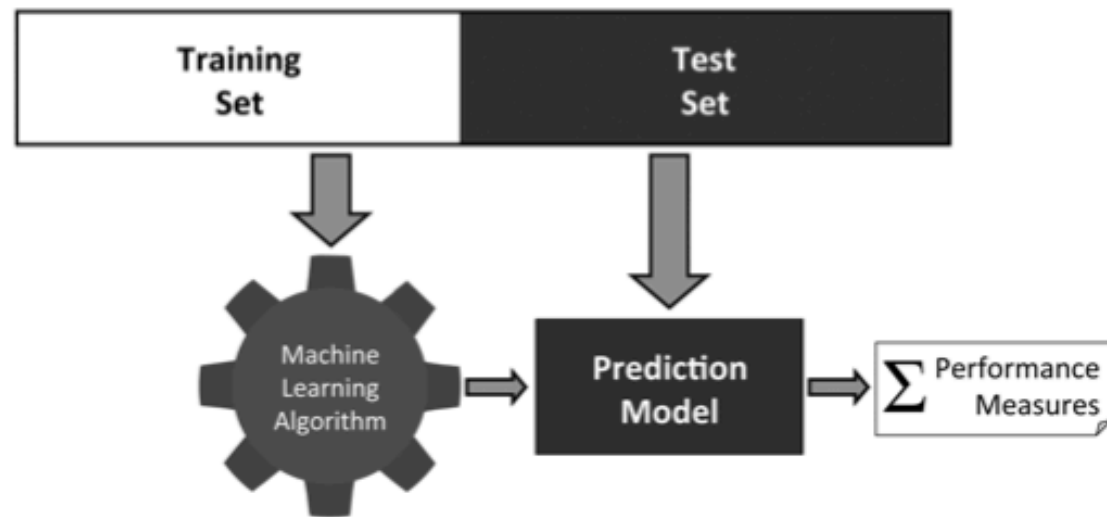 Training
Set
Test
Set
Machine
Learning
Algorithm
Prediction
Model
∑ Performance
Measures